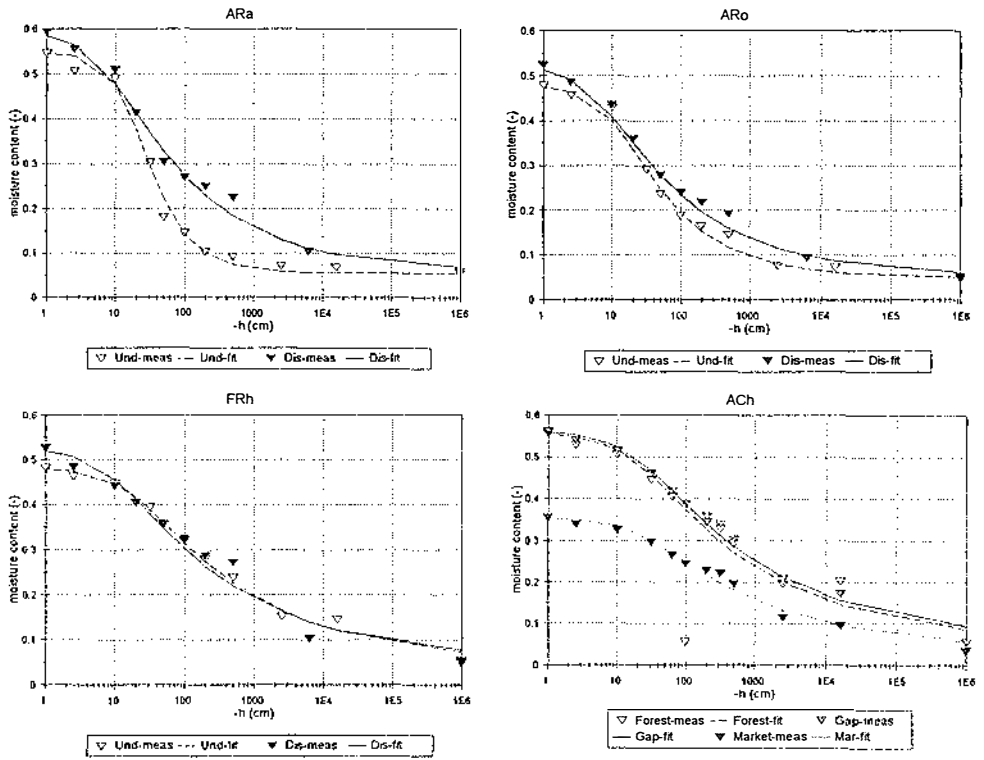 ARa
0.6
0.5
0.4
0.3
0.2
0.1
0
moisture content (-)
1 10 100 1000 1E4 1E5 1E6
-h (cm)
Und-meas Und-fit Dis-meas Dis-fit
ARo
0.6
0.5
0.4
0.3
0.2
0.1
0
moisture content (-)
1 10 100 1000 1E4 1E5 1E6
-h (cm)
Und-meas Und-fit Dis-meas Dis-fit
FRh
0.6
0.5
0.4
0.3
0.2
0.1
0
moisture content (-)
1 10 100 1000 1E4 1E5 1E6
-h (cm)
Und-meas Und-fit Dis-meas Dis-fit
ACh
0.6
0.5
0.4
0.3
0.2
0.1
0
moisture content (-)
1 10 100 1000 1E4 1E5 1E6
-h (cm)
Forest-meas Forest-fit Gap-meas
Gap-fit Market-meas Mar-fit